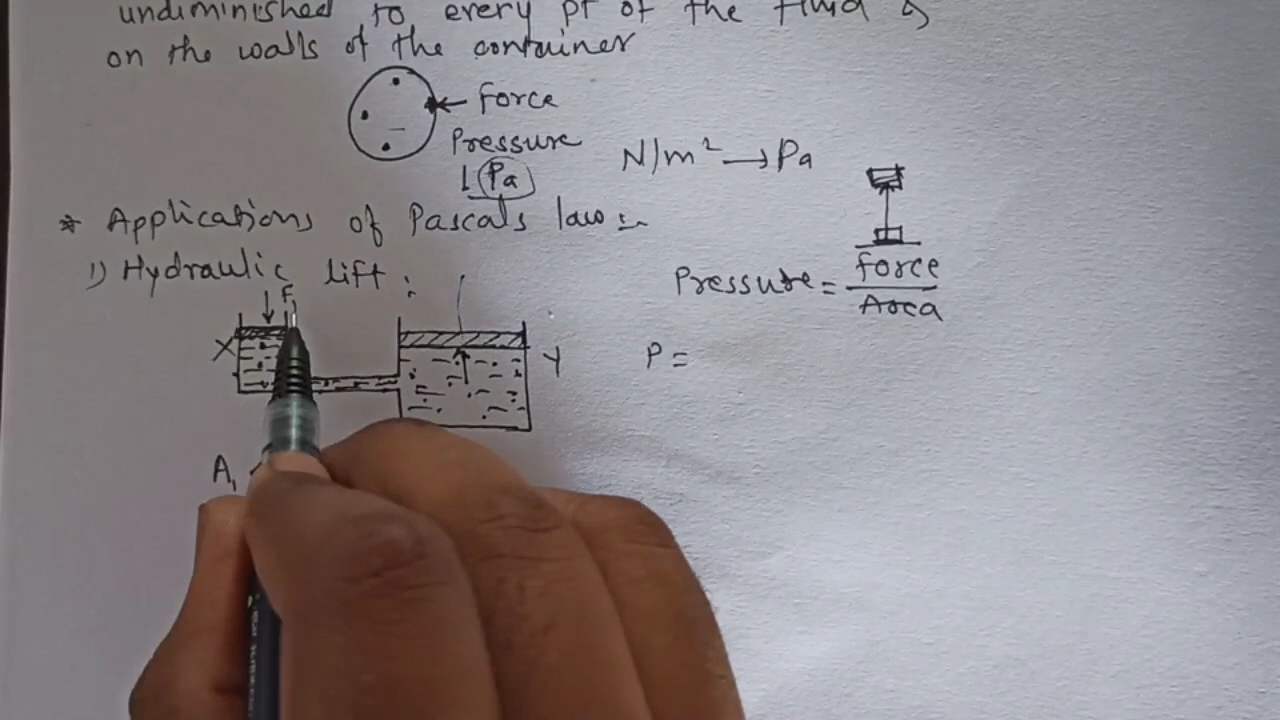 undiminished to every pt of the fluid &
on the walls of the container
Force
Pressure
N/m² → Pa
1 Pa
* Applications of Pascals law :-
1) Hydraulic lift :
Pressure = Force / Area
F
X
Y
P =
A₁